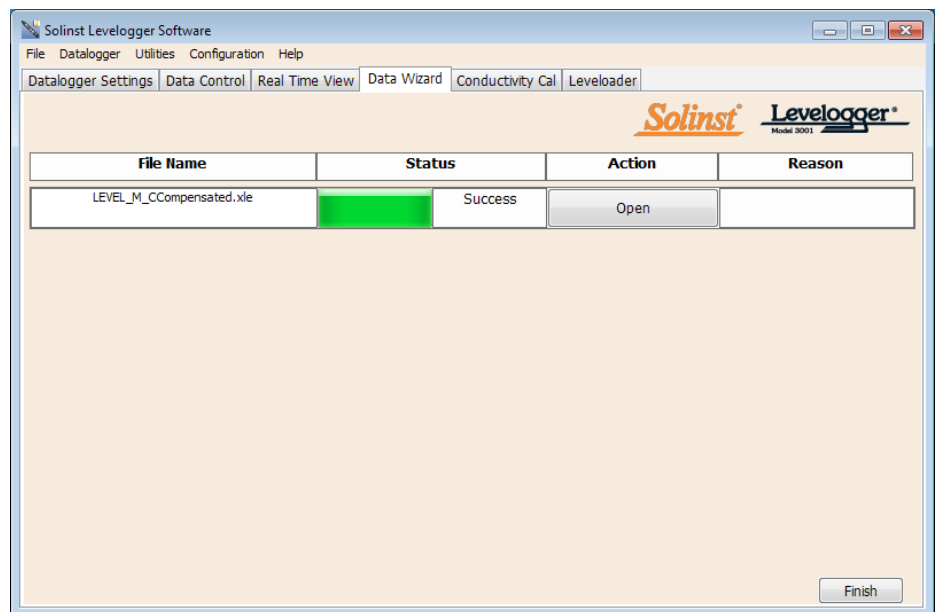 Solinst Levelogger Software
File Datalogger Utilities Configuration Help
Datalogger Settings Data Control Real Time View Data Wizard Conductivity Cal Leveloader
Solinst® Levelogger®
Model 3001
File Name Status Action Reason
LEVEL_M_CCompensated.xle Success Open
Finish